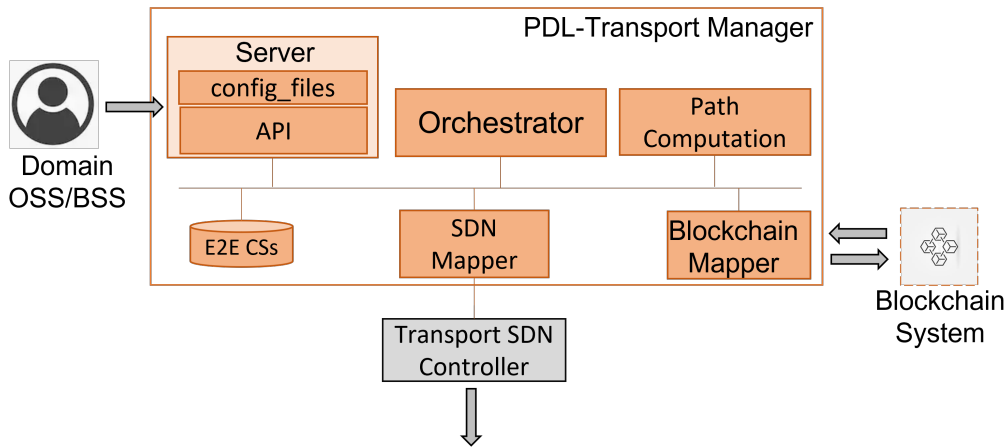 PDL-Transport Manager
Server
config_files
API
Orchestrator
Path
Computation
Domain
OSS/BSS
E2E CSs
SDN
Mapper
Blockchain
Mapper
Blockchain
System
Transport SDN
Controller